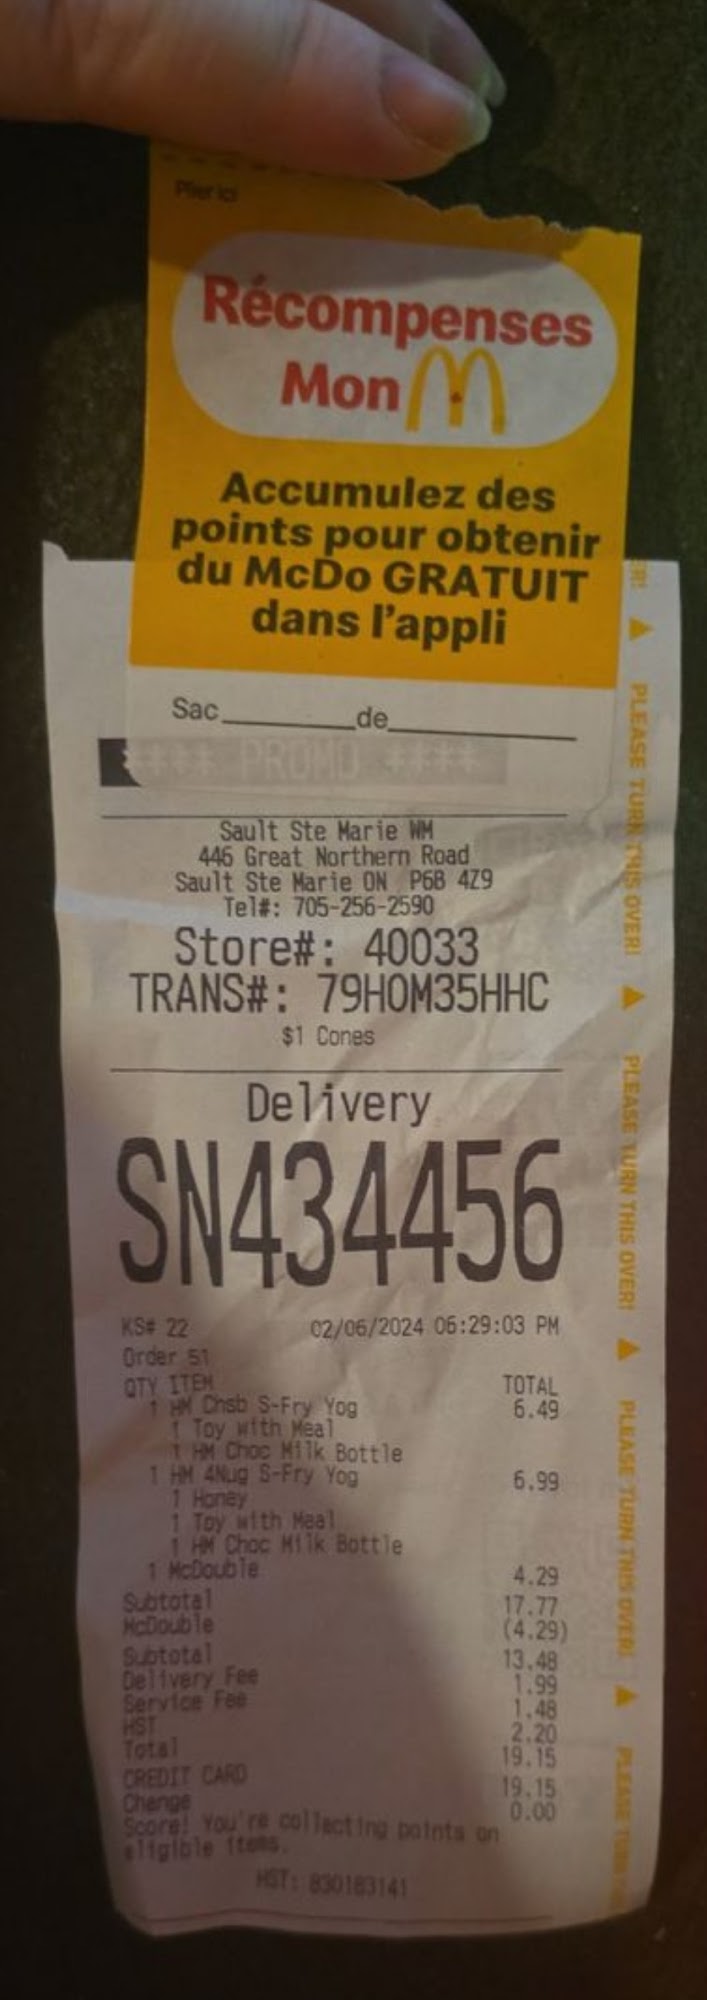 Plier ici
Récompenses
Mon
Accumulez des
points pour obtenir
du McDo GRATUIT
dans l'appli
Sac______de______
#### PROMO ####
Sault Ste Marie WM
446 Great Northern Road
Sault Ste Marie ON P6B 4Z9
Tel#: 705-256-2590
Store#: 40033
TRANS#: 79HOM35HHC
$1 Cones
Delivery
SN434456
KS# 22 02/06/2024 06:29:03 PM
Order 51
QTY ITEM TOTAL
1 HM Chsb S-Fry Yog 6.49
1 Toy with Meal
1 HM Choc Milk Bottle
1 HM 4Nug S-Fry Yog 6.99
1 Honey
1 Toy with Meal
1 HM Choc Milk Bottle
1 McDouble 4.29
Subtotal 17.77
McDouble (4.29)
Subtotal 13.48
Delivery Fee 1.99
Service Fee 1.48
HST 2.20
Total 19.15
CREDIT CARD 19.15
Change 0.00
Score! You're collecting points on
eligible items.
HST: 830183141
ER! ▲ PLEASE TURN THIS OVER! ▲ PLEASE TURN THIS OVER! ▲ PLEASE TURN THIS OVER! ▲ PLEASE TURN